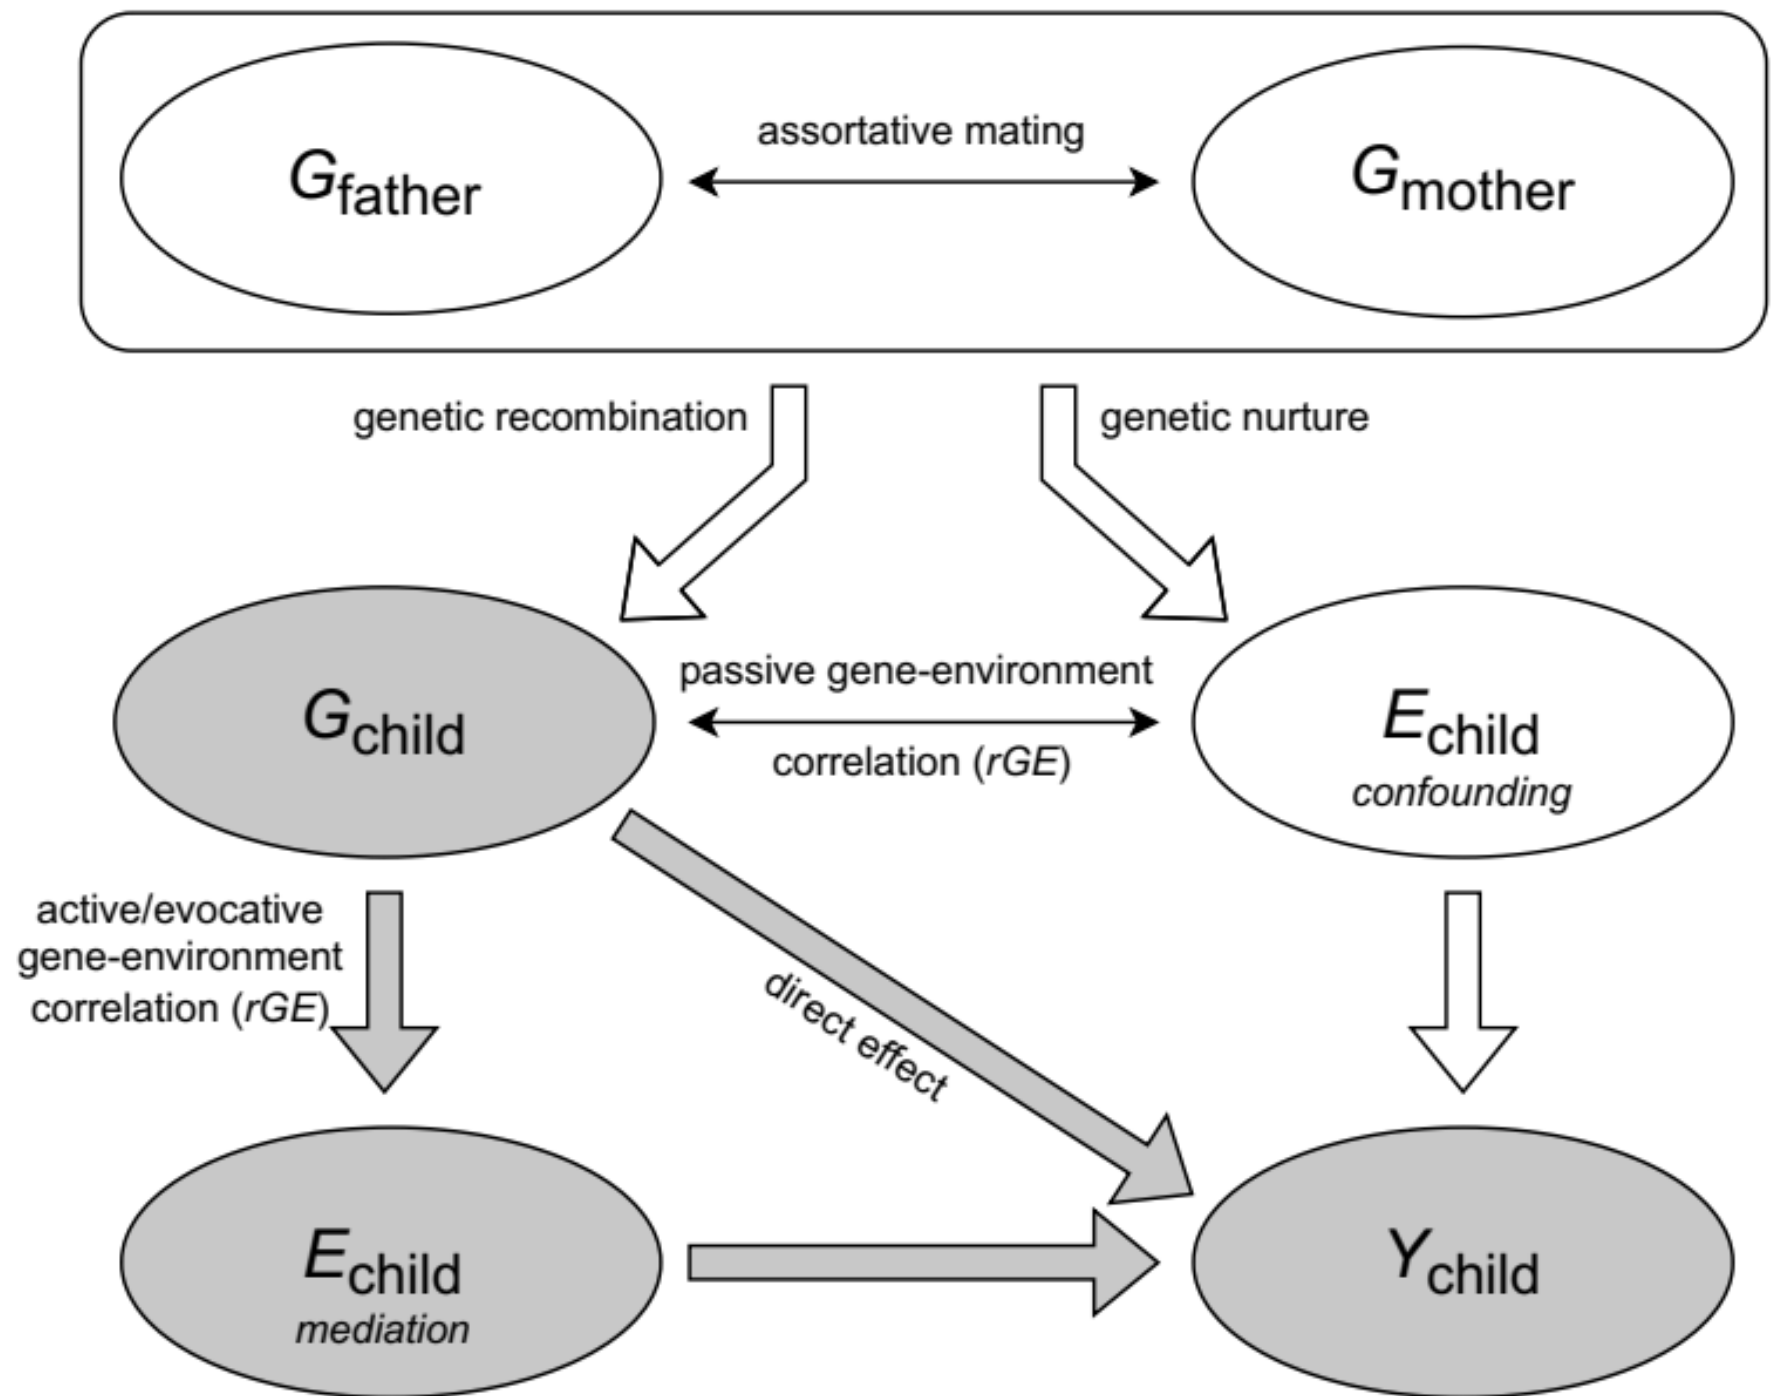 assortative mating
Gfather
Gmother
genetic recombination
genetic nurture
passive gene-environment
correlation (rGE)
Gchild
Echild
confounding
active/evocative
gene-environment
correlation (rGE)
direct effect
Echild
mediation
Ychild